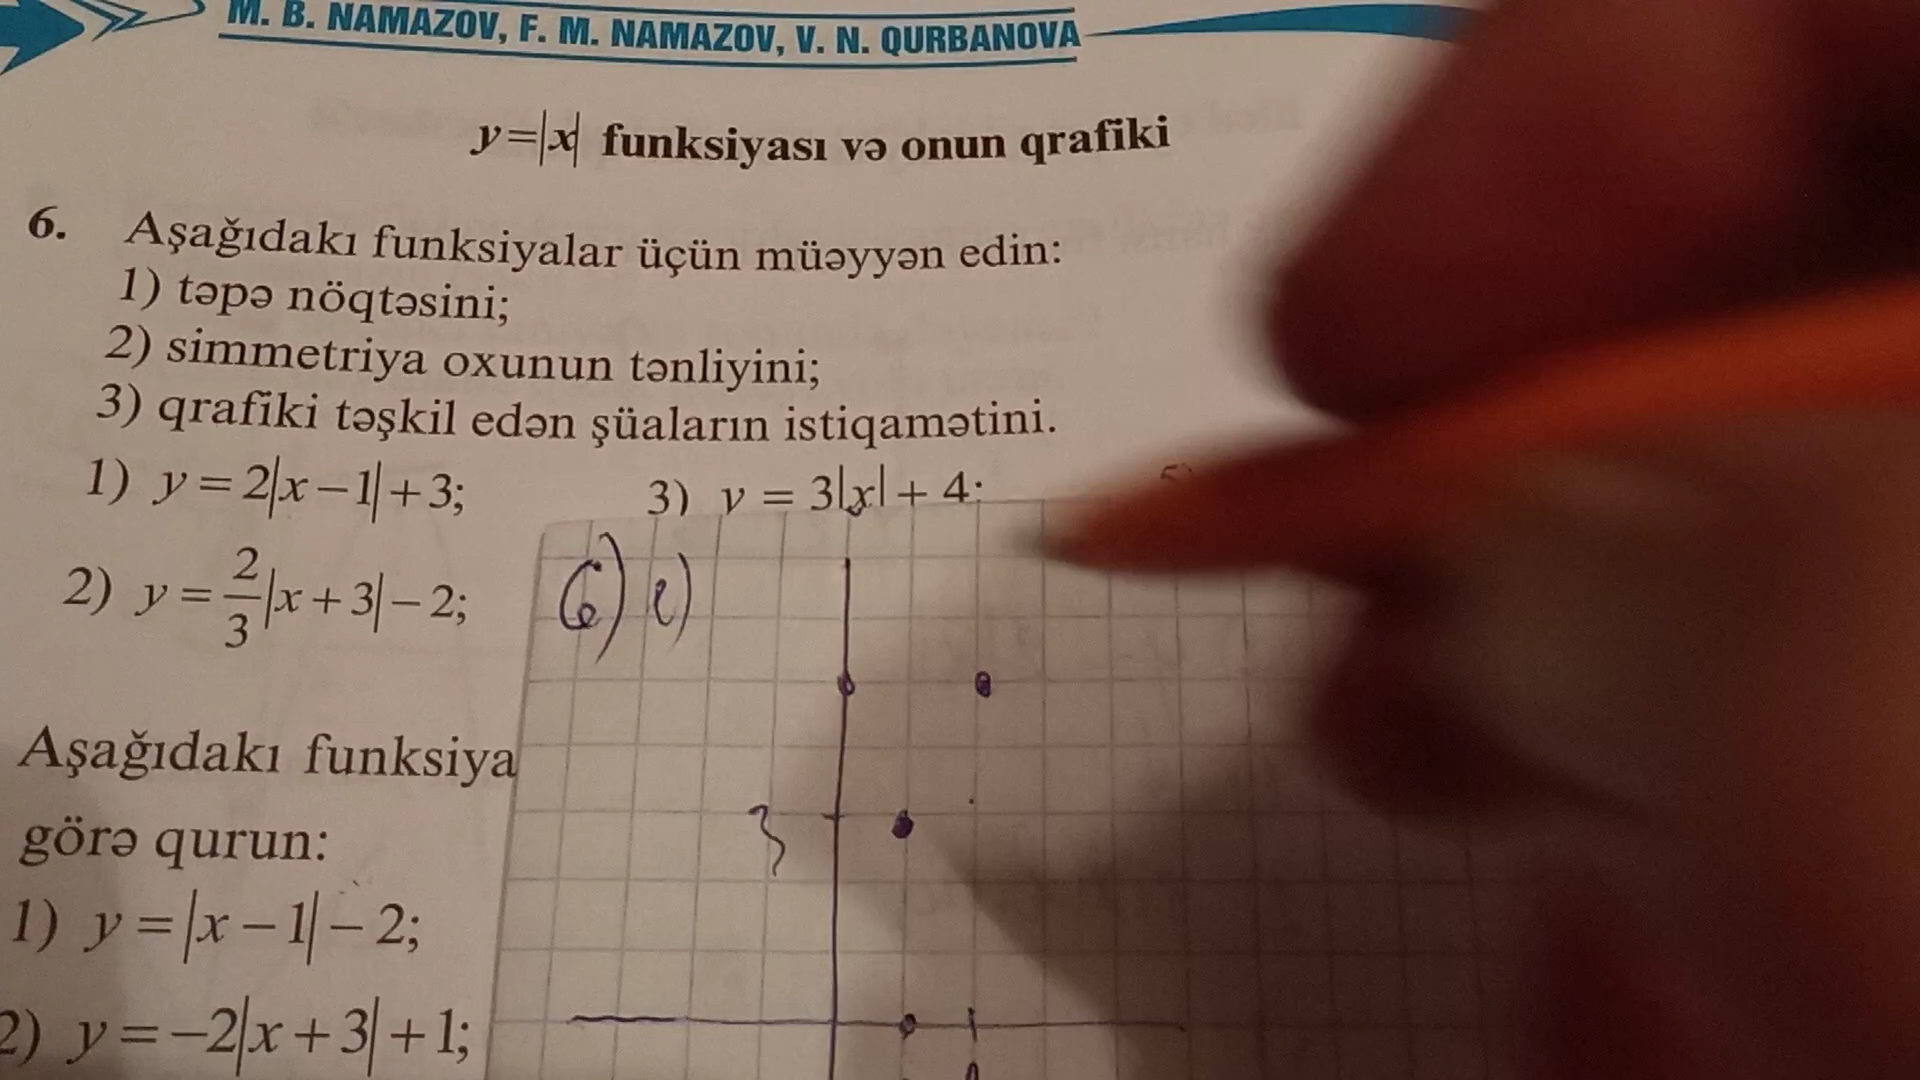 M. B. NAMAZOV, F. M. NAMAZOV, V. N. QURBANOVA
y=|x| funksiyası və onun qrafiki
6. Aşağıdakı funksiyalar üçün müəyyən edin:
1) təpə nöqtəsini;
2) simmetriya oxunun tənliyini;
3) qrafiki təşkil edən şüaların istiqamətini.
1) y = 2|x – 1| + 3; 3) y = 3|x| + 4; 5)
2) y = 2/3|x + 3| – 2;
6) 1)
Aşağıdakı funksiya
3
görə qurun:
1) y = |x – 1| – 2;
2) y = –2|x + 3| + 1;